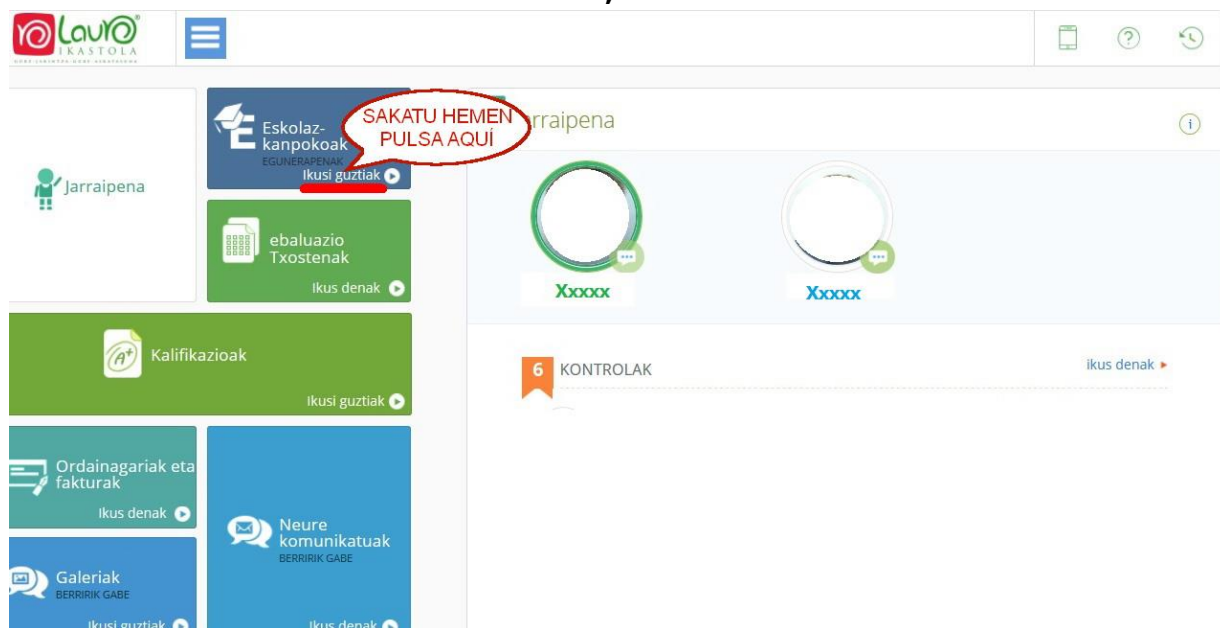 Lauro
IKASTOLA
Jarraipena
Eskolaz-
kanpokoak
EGUNERAPENAK
Ikusi guztiak
SAKATU HEMEN
PULSA AQUÍ
rraipena
ebaluazio
Txostenak
Ikus denak
Xxxxx
Xxxxx
Kalifikazioak
Ikusi guztiak
6 KONTROLAK
ikus denak
Ordainagariak eta
fakturak
Ikus denak
Neure
komunikatuak
BERRIRIK GABE
Ikus denak
Galeriak
BERRIRIK GABE
Ikusi guztiak